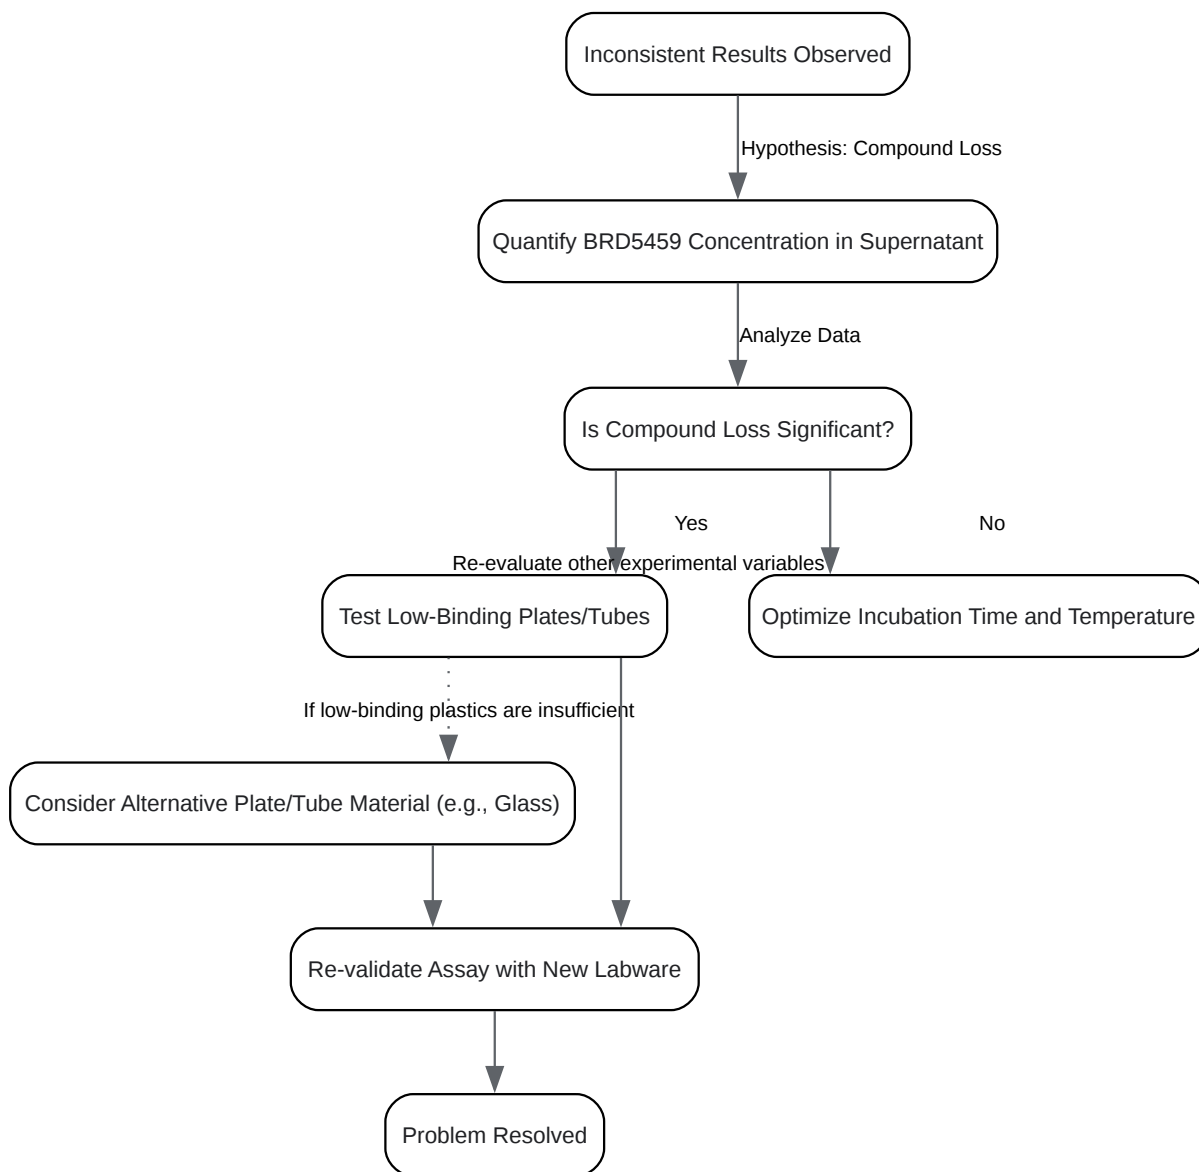 Inconsistent Results Observed
Hypothesis: Compound Loss
Quantify BRD5459 Concentration in Supernatant
Analyze Data
Is Compound Loss Significant?
Yes
No
Re-evaluate other experimental variables
Test Low-Binding Plates/Tubes
Optimize Incubation Time and Temperature
If low-binding plastics are insufficient
Consider Alternative Plate/Tube Material (e.g., Glass)
Re-validate Assay with New Labware
Problem Resolved